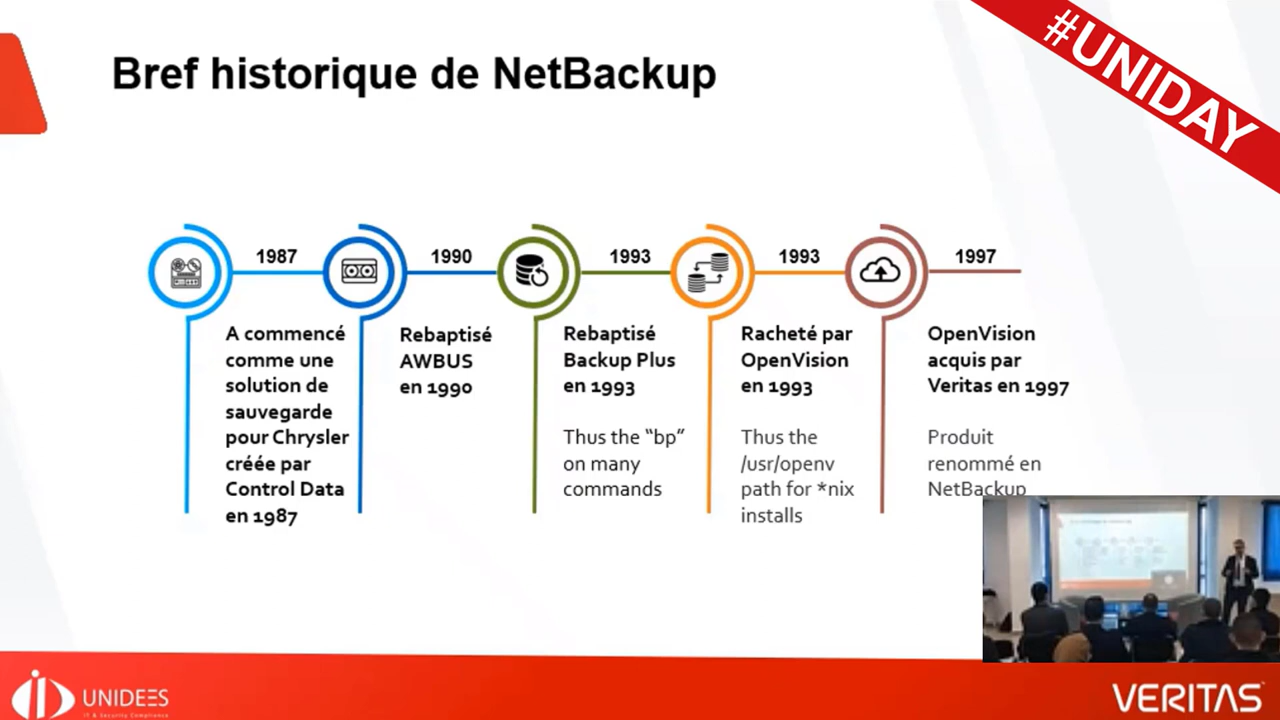 #UNIDAY
Bref historique de NetBackup
1987
1990
1993
1993
1997
A commencé
comme une
solution de
sauvegarde
pour Chrysler
créée par
Control Data
en 1987
Rebaptisé
AWBUS
en 1990
Rebaptisé
Backup Plus
en 1993
Thus the “bp”
on many
commands
Racheté par
OpenVision
en 1993
Thus the
/usr/openv
path for *nix
installs
OpenVision
acquis par
Veritas en 1997
Produit
renommé en
NetBackup
UNIDEES
IT & Security Compliance
VERITAS